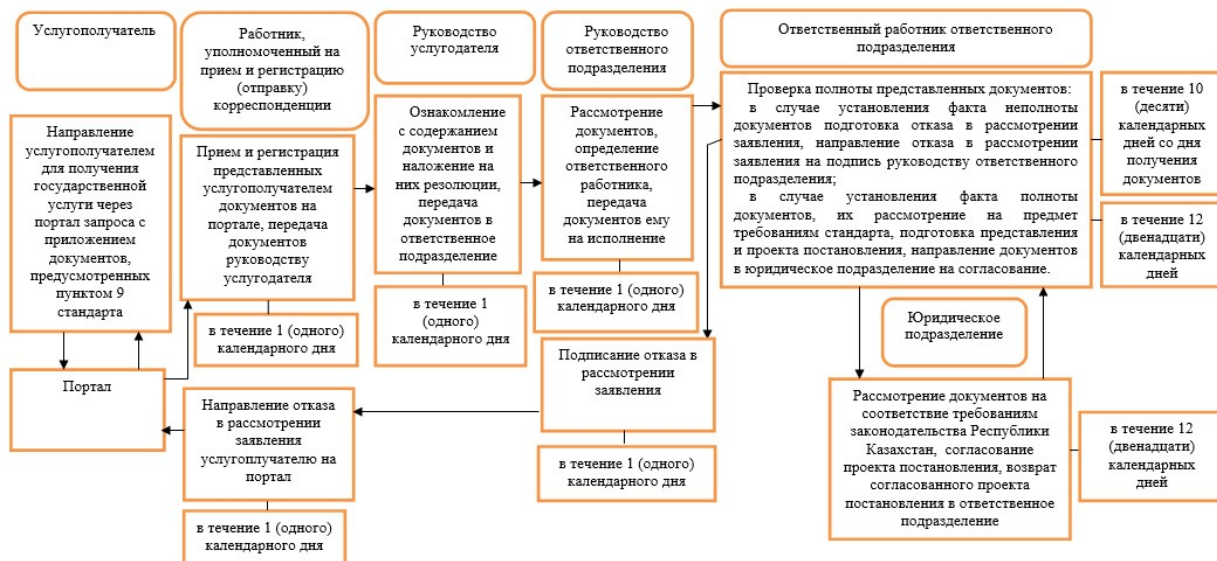 Услугополучатель
Работник,
уполномоченный на
прием и регистрацию
(отправку)
корреспонденции
Руководство
услугодателя
Руководство
ответственного
подразделения
Ответственный работник ответственного
подразделения
Направление
услугополучателем
для получения
государственной
услуги через
портал запроса с
приложением
документов,
предусмотренных
пунктом 9
стандарта
Прием и регистрация
представленных
услугополучателем
документов на
портале, передача
документов
руководству
услугодателя
Ознакомление
с содержанием
документов и
наложение на
них резолюции,
передача
документов в
ответственное
подразделение
Рассмотрение
документов,
определение
ответственного
работника,
передача
документов ему
на исполнение
Проверка полноты представленных документов:
в случае установления факта неполноты
документов подготовка отказа в рассмотрении
заявления, направление отказа в рассмотрении
заявления на подпись руководству ответственного
подразделения;
в случае установления факта полноты
документов, их рассмотрение на предмет
требованиям стандарта, подготовка представления
и проекта постановления, направление документов
в юридическое подразделение на согласование.
в течение 10
(десяти)
календарных
дней со дня
получения
документов
в течение 12
(двенадцати)
календарных
дней
в течение 1 (одного)
календарного дня
в течение 1
(одного)
календарного дня
в течение 1 (одного)
календарного дня
Юридическое
подразделение
Портал
Направление отказа
в рассмотрении
заявления
услугоплучателю на
портал
Подписание отказа в
рассмотрении
заявления
Рассмотрение документов на
соответствие требованиям
законодательства Республики
Казахстан, согласование
проекта постановления, возврат
согласованного проекта
постановления в ответственное
подразделение
в течение 12
(двенадцати)
календарных
дней
в течение 1 (одного)
календарного дня
в течение 1 (одного)
календарного дня